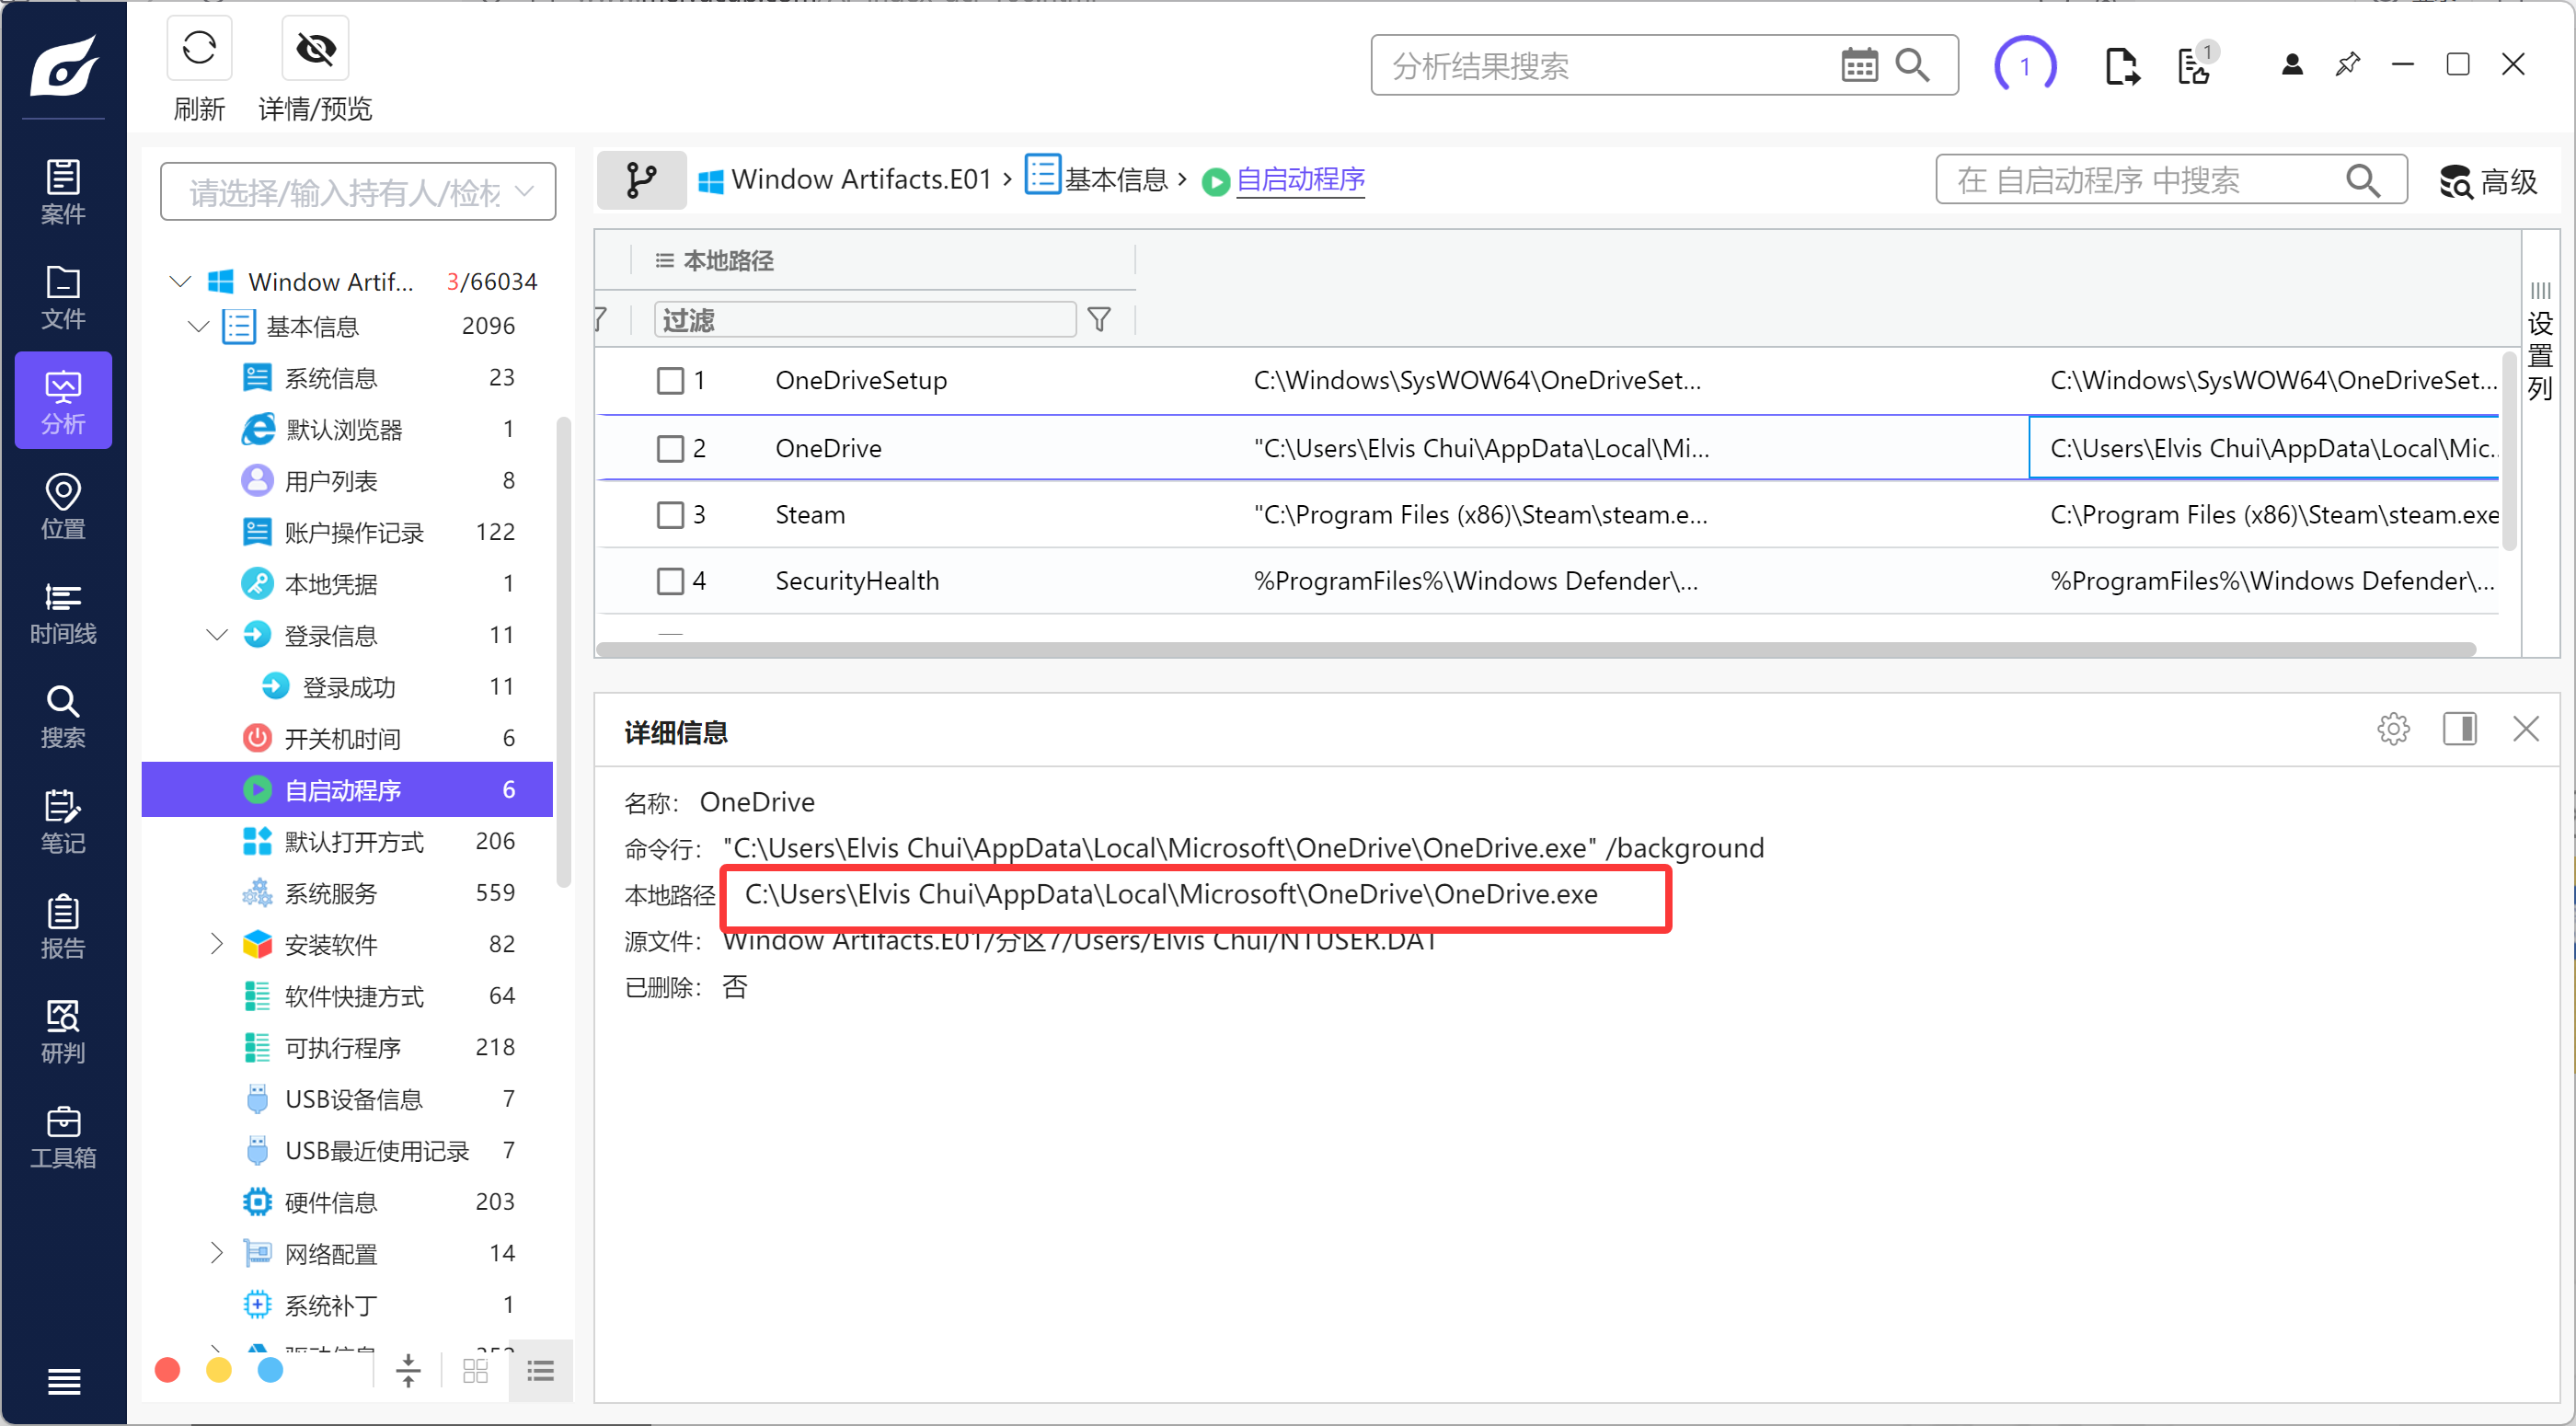 刷新
详情/预览
分析结果搜索
1
1
案件
文件
分析
位置
时间线
搜索
笔记
报告
研判
工具箱
请选择/输入持有人/检材
Window Artif... 3/66034
基本信息 2096
系统信息 23
默认浏览器 1
用户列表 8
账户操作记录 122
本地凭据 1
登录信息 11
登录成功 11
开关机时间 6
自启动程序 6
默认打开方式 206
系统服务 559
安装软件 82
软件快捷方式 64
可执行程序 218
USB设备信息 7
USB最近使用记录 7
硬件信息 203
网络配置 14
系统补丁 1
Window Artifacts.E01 › 基本信息 › 自启动程序
在 自启动程序 中搜索
高级
本地路径
过滤
设置列
1 OneDriveSetup C:\Windows\SysWOW64\OneDriveSet... C:\Windows\SysWOW64\OneDriveSet...
2 OneDrive "C:\Users\Elvis Chui\AppData\Local\Mi... C:\Users\Elvis Chui\AppData\Local\Mic...
3 Steam "C:\Program Files (x86)\Steam\steam.e... C:\Program Files (x86)\Steam\steam.exe
4 SecurityHealth %ProgramFiles%\Windows Defender\... %ProgramFiles%\Windows Defender\...
详细信息
名称： OneDrive
命令行： "C:\Users\Elvis Chui\AppData\Local\Microsoft\OneDrive\OneDrive.exe" /background
本地路径 C:\Users\Elvis Chui\AppData\Local\Microsoft\OneDrive\OneDrive.exe
源文件： Window Artifacts.E01/分区7/Users/Elvis Chui/NTUSER.DAT
已删除： 否